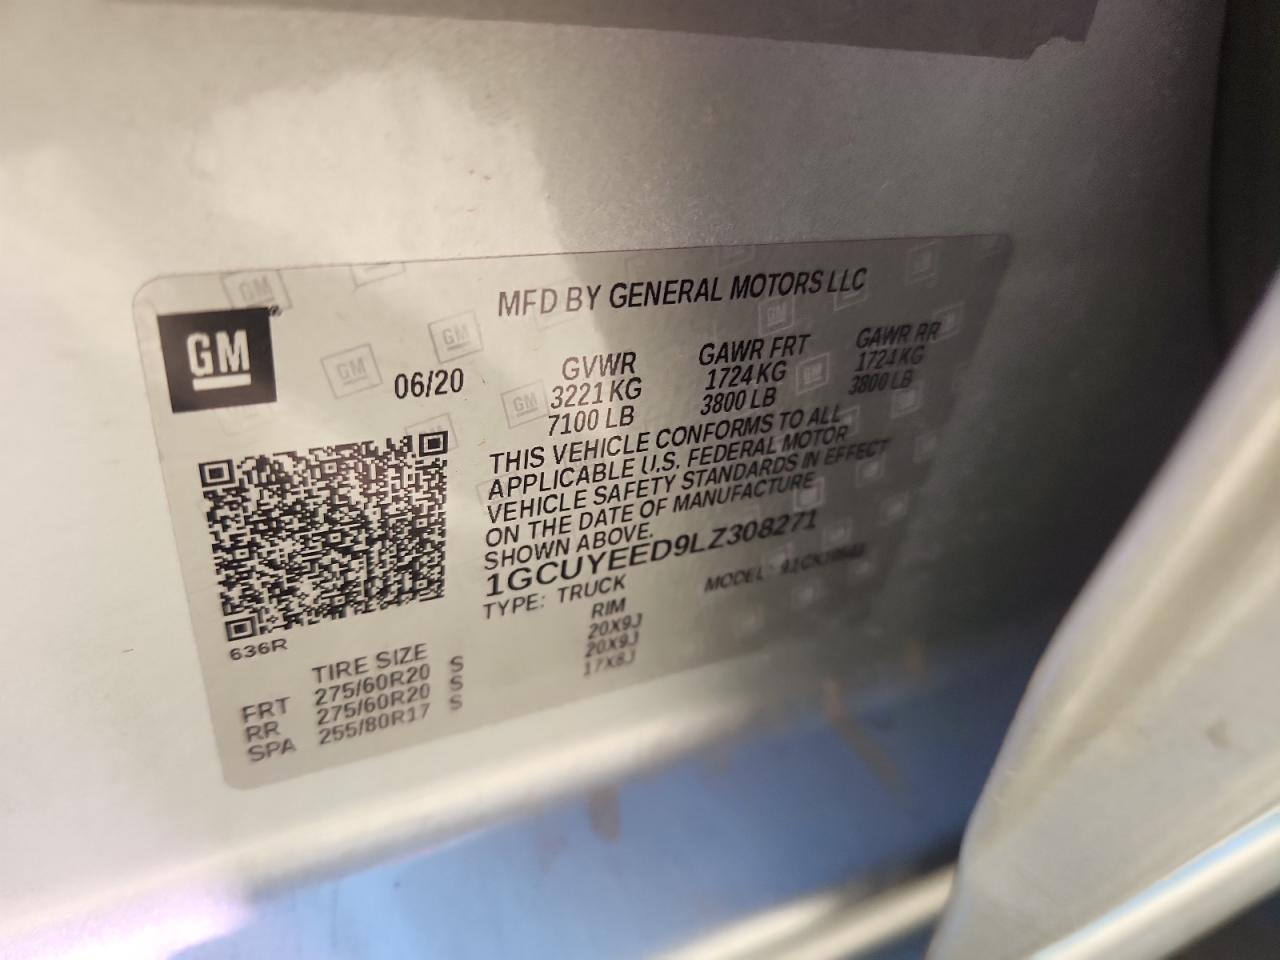 MFD BY GENERAL MOTORS LLC
GM
06/20
GVWR GAWR FRT GAWR RR
3221 KG 1724 KG 1724 KG
7100 LB 3800 LB 3800 LB
THIS VEHICLE CONFORMS TO ALL
APPLICABLE U.S. FEDERAL MOTOR
VEHICLE SAFETY STANDARDS IN EFFECT
ON THE DATE OF MANUFACTURE
SHOWN ABOVE.
1GCUYEED9LZ308271
TYPE: TRUCK MODEL:
636R
TIRE SIZE RIM
FRT 275/60R20 S 20X9J
RR 275/60R20 S 20X9J
SPA 255/80R17 S 17X8J